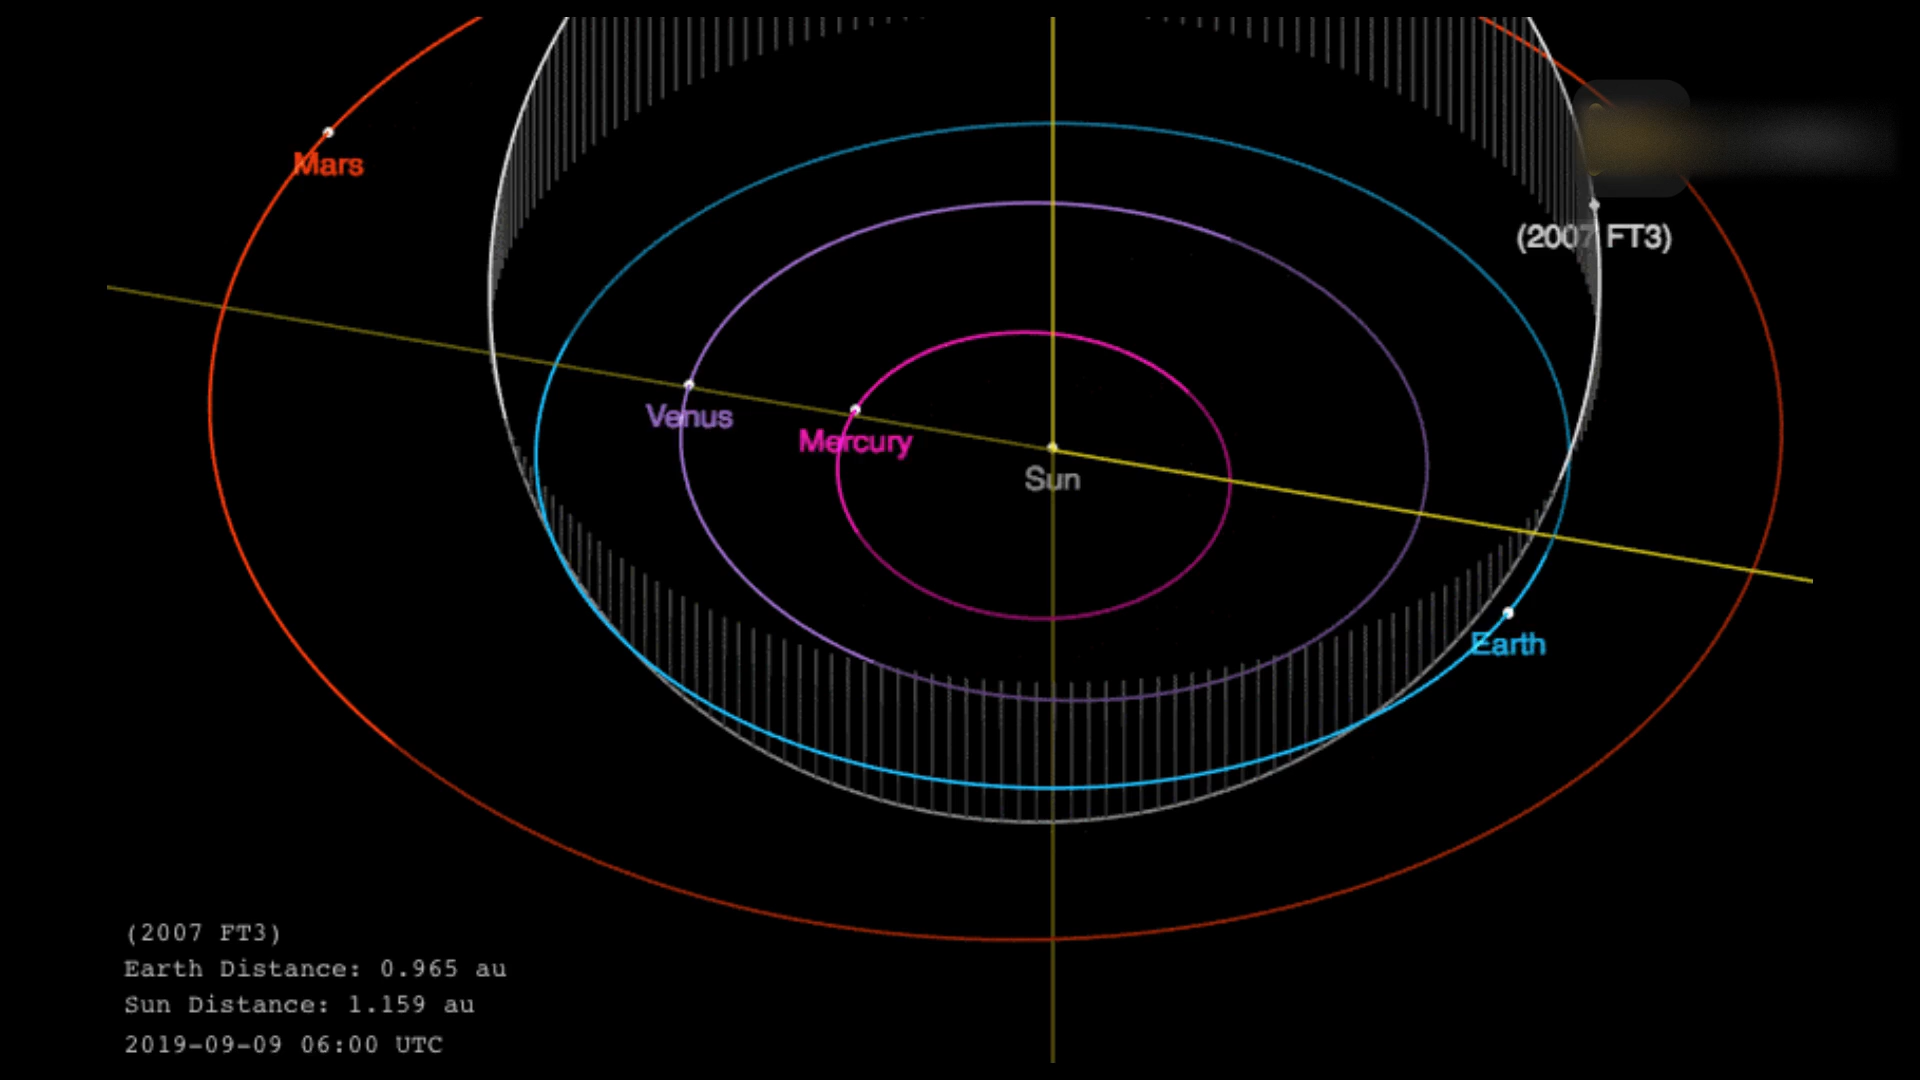 Mars
(2007 FT3)
Venus
Mercury
Sun
Earth
(2007 FT3)
Earth Distance: 0.965 au
Sun Distance: 1.159 au
2019-09-09 06:00 UTC